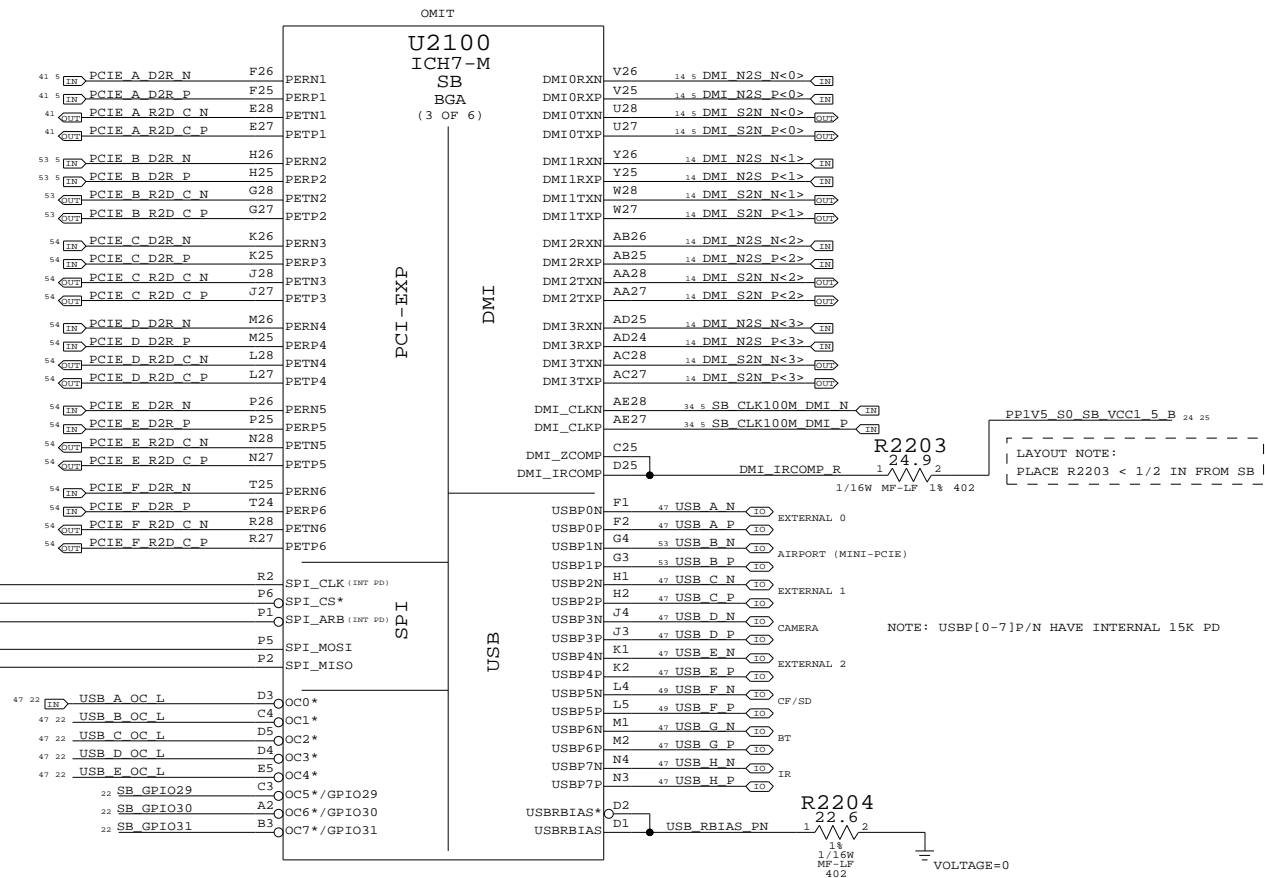 OMIT
U2100
ICH7-M
SB
BGA
(3 OF 6)
PCI-EXP
DMI
SPI
USB
41 5 IN PCIE_A_D2R_N F26 PERN1
41 5 IN PCIE_A_D2R_P F25 PERP1
41 OUT PCIE_A_R2D_C_N E28 PETN1
41 OUT PCIE_A_R2D_C_P E27 PETP1
53 5 IN PCIE_B_D2R_N H26 PERN2
53 5 IN PCIE_B_D2R_P H25 PERP2
53 OUT PCIE_B_R2D_C_N G28 PETN2
53 OUT PCIE_B_R2D_C_P G27 PETP2
54 IN PCIE_C_D2R_N K26 PERN3
54 IN PCIE_C_D2R_P K25 PERP3
54 OUT PCIE_C_R2D_C_N J28 PETN3
54 OUT PCIE_C_R2D_C_P J27 PETP3
54 IN PCIE_D_D2R_N M26 PERN4
54 IN PCIE_D_D2R_P M25 PERP4
54 OUT PCIE_D_R2D_C_N L28 PETN4
54 OUT PCIE_D_R2D_C_P L27 PETP4
54 IN PCIE_E_D2R_N P26 PERN5
54 IN PCIE_E_D2R_P P25 PERP5
54 OUT PCIE_E_R2D_C_N N28 PETN5
54 OUT PCIE_E_R2D_C_P N27 PETP5
54 IN PCIE_F_D2R_N T25 PERN6
54 IN PCIE_F_D2R_P T24 PERP6
54 OUT PCIE_F_R2D_C_N R28 PETN6
54 OUT PCIE_F_R2D_C_P R27 PETP6
R2 SPI_CLK (INT PD)
P6 SPI_CS*
P1 SPI_ARB (INT PD)
P5 SPI_MOSI
P2 SPI_MISO
47 22 IN USB_A_OC_L D3 OC0*
47 22 USB_B_OC_L C4 OC1*
47 22 USB_C_OC_L D5 OC2*
47 22 USB_D_OC_L D4 OC3*
47 22 USB_E_OC_L E5 OC4*
22 SB_GPIO29 C3 OC5*/GPIO29
22 SB_GPIO30 A2 OC6*/GPIO30
22 SB_GPIO31 B3 OC7*/GPIO31
DMI0RXN V26 14 5 DMI_N2S_N<0> IN
DMI0RXP V25 14 5 DMI_N2S_P<0> IN
DMI0TXN U28 14 5 DMI_S2N_N<0> OUT
DMI0TXP U27 14 5 DMI_S2N_P<0> OUT
DMI1RXN Y26 14 DMI_N2S_N<1> IN
DMI1RXP Y25 14 DMI_N2S_P<1> IN
DMI1TXN W28 14 DMI_S2N_N<1> OUT
DMI1TXP W27 14 DMI_S2N_P<1> OUT
DMI2RXN AB26 14 DMI_N2S_N<2> IN
DMI2RXP AB25 14 DMI_N2S_P<2> IN
DMI2TXN AA28 14 DMI_S2N_N<2> OUT
DMI2TXP AA27 14 DMI_S2N_P<2> OUT
DMI3RXN AD25 14 DMI_N2S_N<3> IN
DMI3RXP AD24 14 DMI_N2S_P<3> IN
DMI3TXN AC28 14 DMI_S2N_N<3> OUT
DMI3TXP AC27 14 DMI_S2N_P<3> OUT
DMI_CLKN AE28 34 5 SB_CLK100M_DMI_N IN
DMI_CLKP AE27 34 5 SB_CLK100M_DMI_P IN
DMI_ZCOMP C25
DMI_IRCOMP D25 DMI_IRCOMP_R
R2203
24.9
1 2
1/16W MF-LF 1% 402
PP1V5_S0_SB_VCC1_5_B 24 25
LAYOUT NOTE:
PLACE R2203 < 1/2 IN FROM SB
USBP0N F1 47 USB_A_N IO
USBP0P F2 47 USB_A_P IO
EXTERNAL 0
USBP1N G4 53 USB_B_N IO
USBP1P G3 53 USB_B_P IO
AIRPORT (MINI-PCIE)
USBP2N H1 47 USB_C_N IO
USBP2P H2 47 USB_C_P IO
EXTERNAL 1
USBP3N J4 47 USB_D_N IO
USBP3P J3 47 USB_D_P IO
CAMERA
USBP4N K1 47 USB_E_N IO
USBP4P K2 47 USB_E_P IO
EXTERNAL 2
USBP5N L4 49 USB_F_N IO
USBP5P L5 49 USB_F_P IO
CF/SD
USBP6N M1 47 USB_G_N IO
USBP6P M2 47 USB_G_P IO
BT
USBP7N N4 47 USB_H_N IO
USBP7P N3 47 USB_H_P IO
IR
NOTE: USBP[0-7]P/N HAVE INTERNAL 15K PD
USBRBIAS* D2
USBRBIAS D1 USB_RBIAS_PN
R2204
22.6
1 2
1%
1/16W
MF-LF
402
VOLTAGE=0